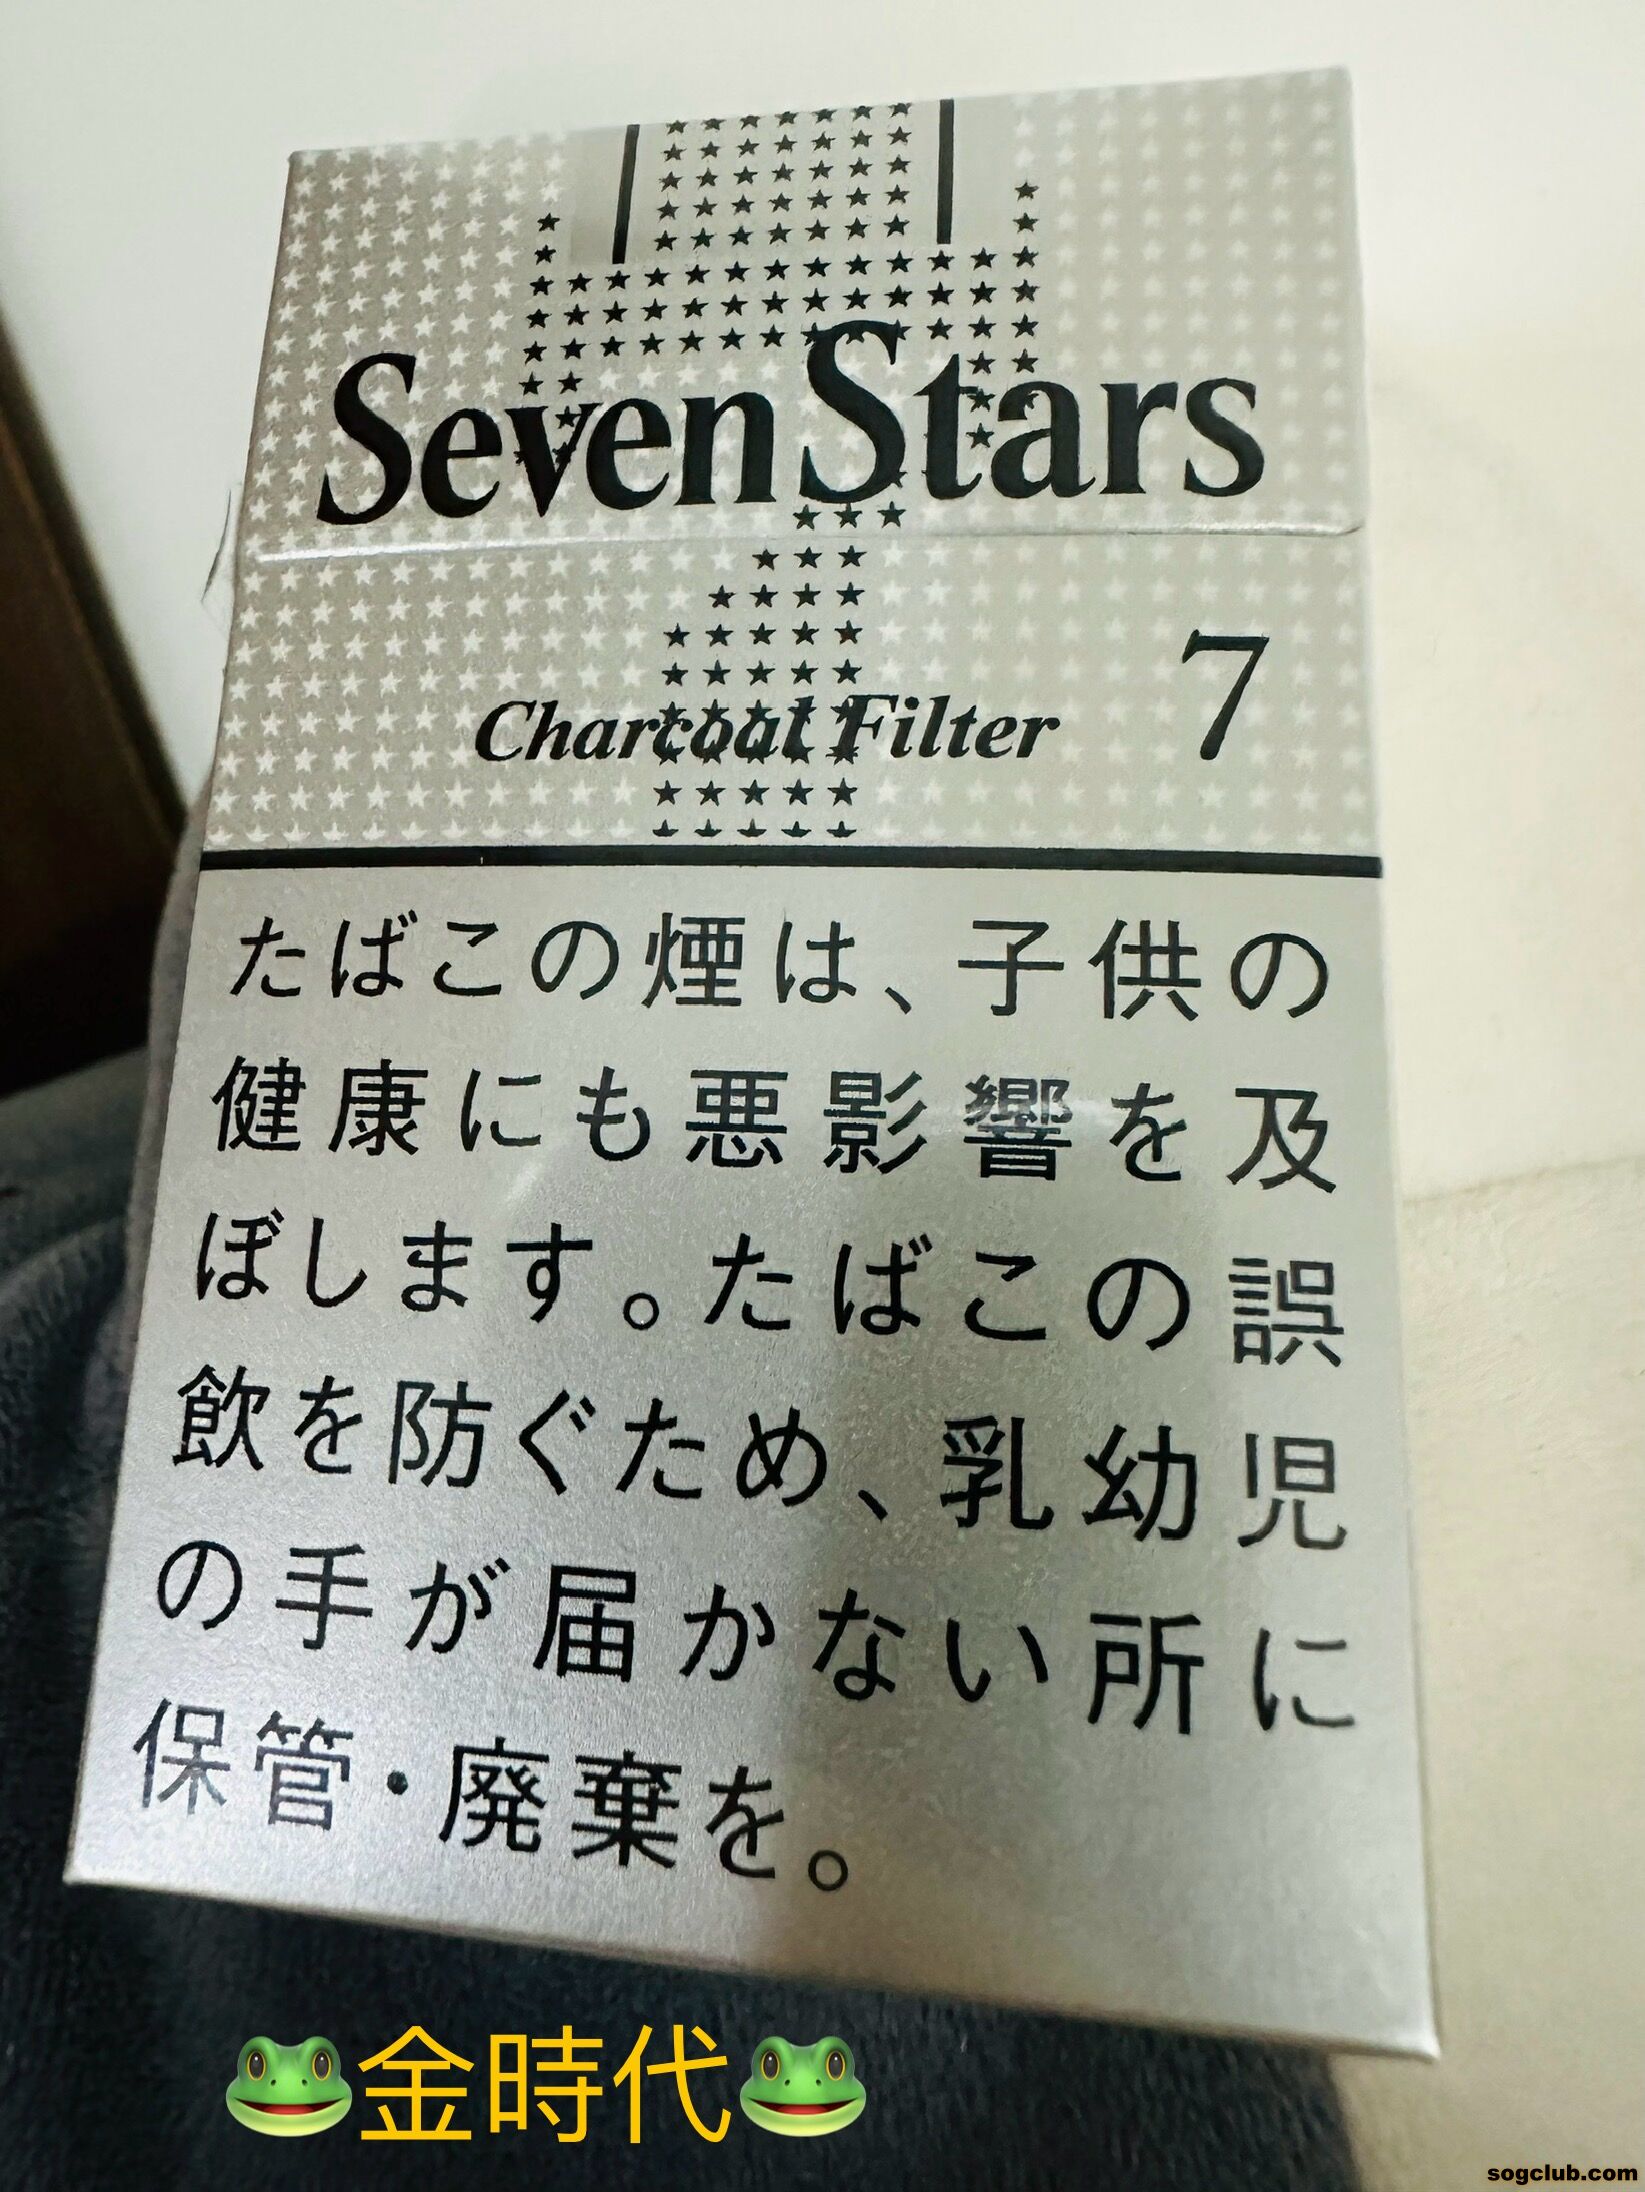 SevenStars
Charcoal Filter 7
たばこの煙は、子供の
健康にも悪影響を及
ぼします。たばこの誤
飲を防ぐため、乳幼児
の手が届かない所に
保管・廃棄を。
🐸金時代🐸
sogclub.com